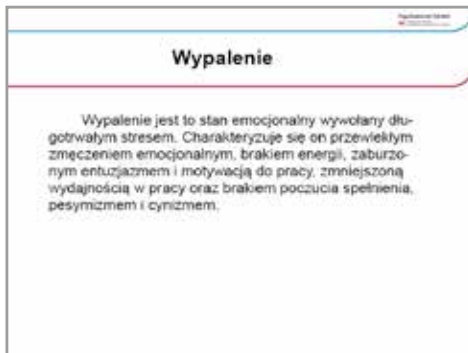 Wypalenie
Wypalenie jest to stan emocjonalny wywołany dłu-
gotrwałym stresem. Charakteryzuje się on przewlekłym
zmęczeniem emocjonalnym, brakiem energii, zaburzo-
nym entuzjazmem i motywacją do pracy, zmniejszoną
wydajnością w pracy oraz brakiem poczucia spełnienia,
pesymizmem i cynizmem.